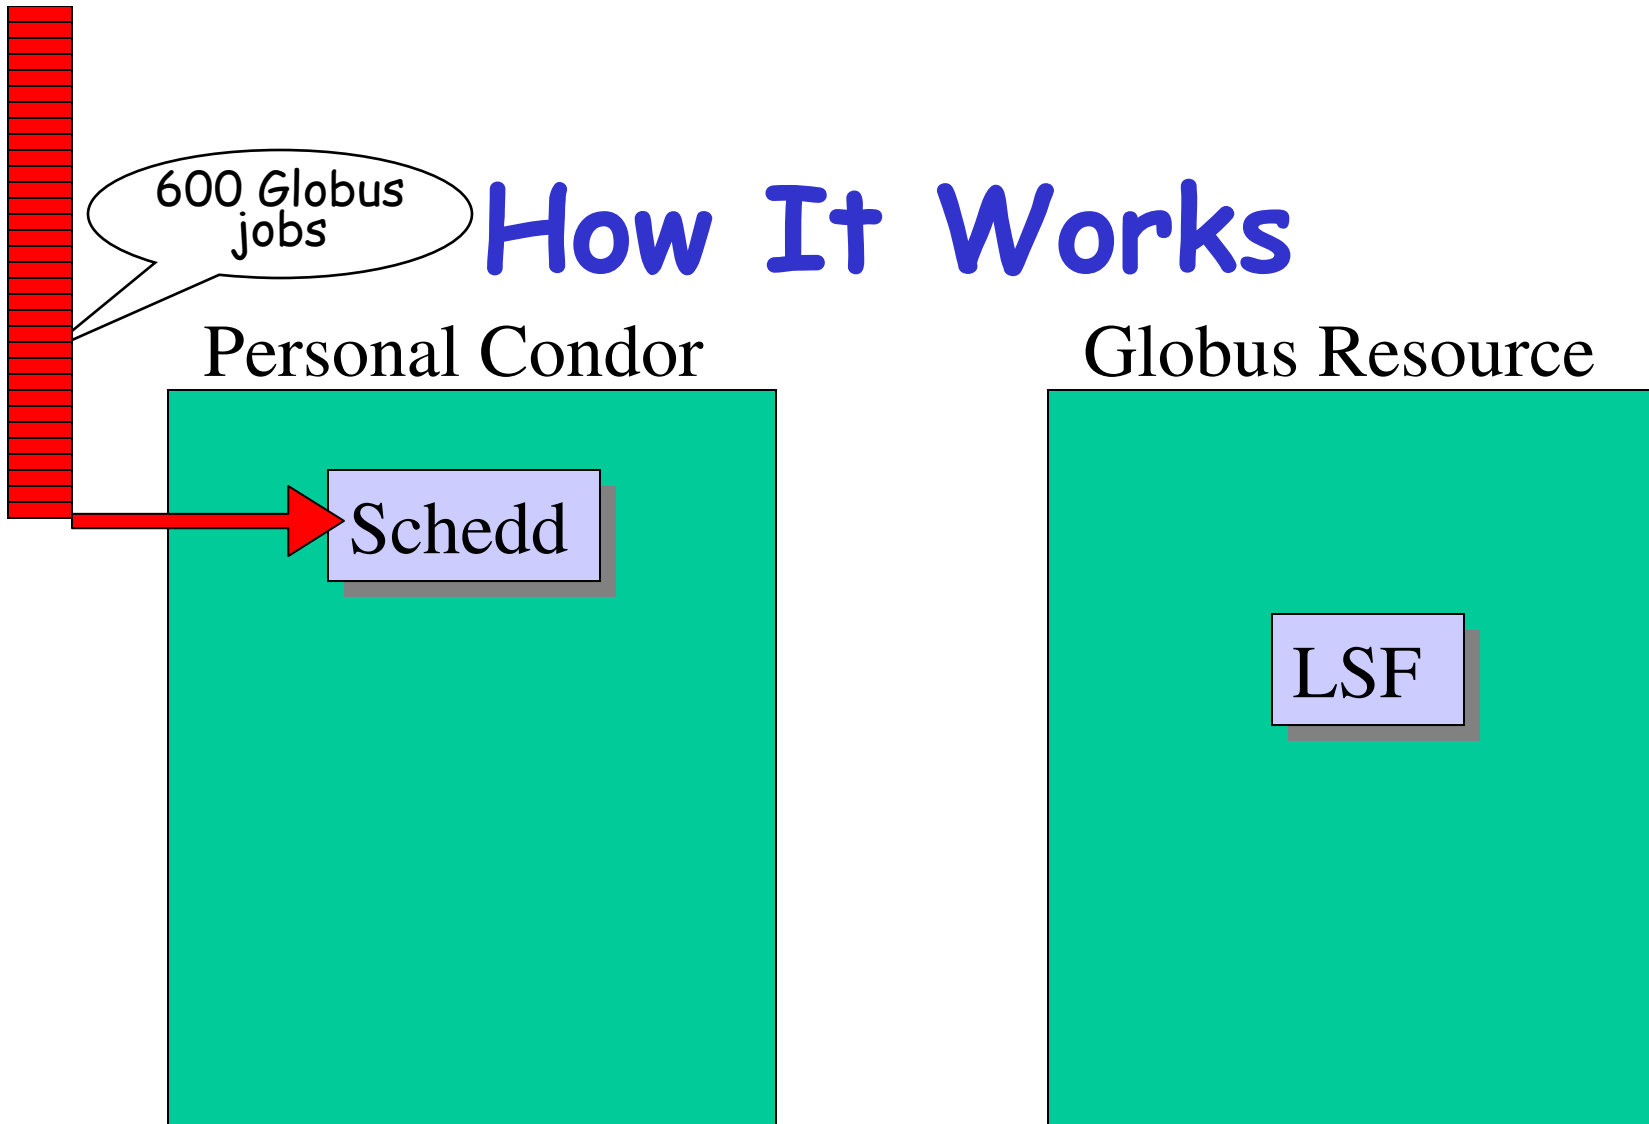 600 Globus
jobs
How It Works
Personal Condor
Globus Resource
Schedd
LSF